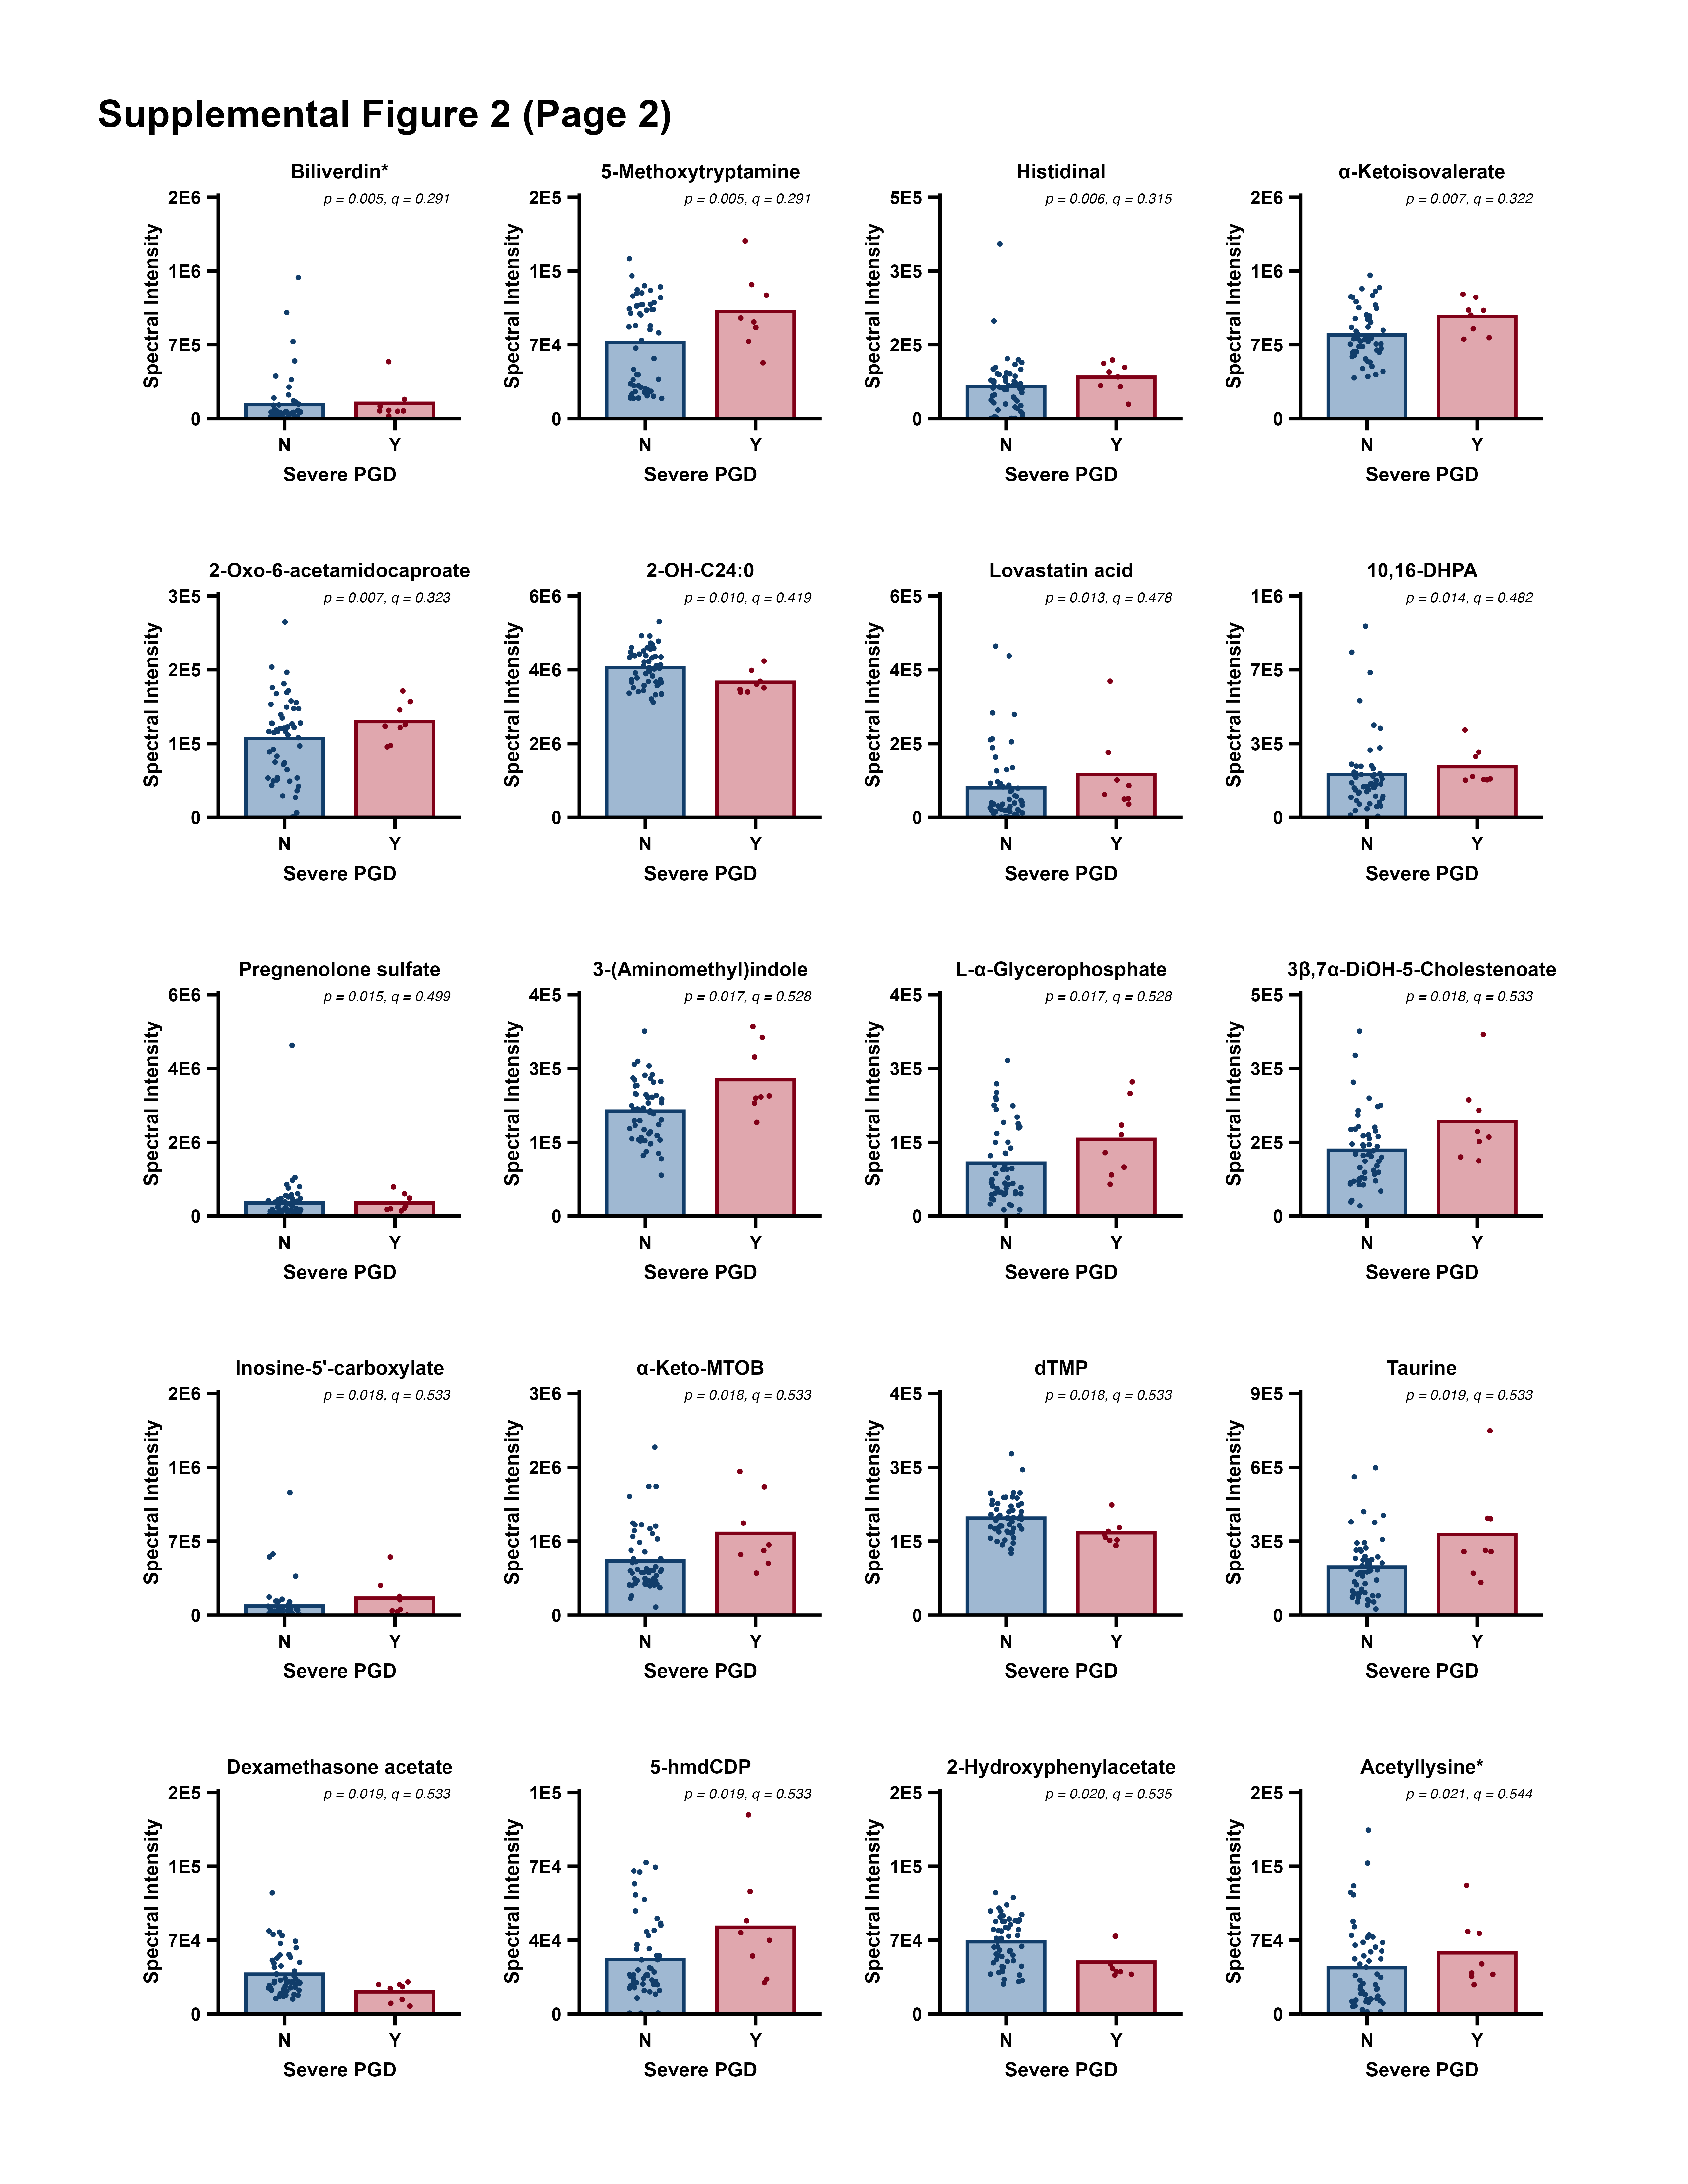 Supplemental Figure 2 (Page 2)
Biliverdin*
p = 0.005, q = 0.291
Spectral Intensity
2E6
1E6
7E5
0
N Y
Severe PGD
5-Methoxytryptamine
p = 0.005, q = 0.291
Spectral Intensity
2E5
1E5
7E4
0
N Y
Severe PGD
Histidinal
p = 0.006, q = 0.315
Spectral Intensity
5E5
3E5
2E5
0
N Y
Severe PGD
α-Ketoisovalerate
p = 0.007, q = 0.322
Spectral Intensity
2E6
1E6
7E5
0
N Y
Severe PGD
2-Oxo-6-acetamidocaproate
p = 0.007, q = 0.323
Spectral Intensity
3E5
2E5
1E5
0
N Y
Severe PGD
2-OH-C24:0
p = 0.010, q = 0.419
Spectral Intensity
6E6
4E6
2E6
0
N Y
Severe PGD
Lovastatin acid
p = 0.013, q = 0.478
Spectral Intensity
6E5
4E5
2E5
0
N Y
Severe PGD
10,16-DHPA
p = 0.014, q = 0.482
Spectral Intensity
1E6
7E5
3E5
0
N Y
Severe PGD
Pregnenolone sulfate
p = 0.015, q = 0.499
Spectral Intensity
6E6
4E6
2E6
0
N Y
Severe PGD
3-(Aminomethyl)indole
p = 0.017, q = 0.528
Spectral Intensity
4E5
3E5
1E5
0
N Y
Severe PGD
L-α-Glycerophosphate
p = 0.017, q = 0.528
Spectral Intensity
4E5
3E5
1E5
0
N Y
Severe PGD
3β,7α-DiOH-5-Cholestenoate
p = 0.018, q = 0.533
Spectral Intensity
5E5
3E5
2E5
0
N Y
Severe PGD
Inosine-5'-carboxylate
p = 0.018, q = 0.533
Spectral Intensity
2E6
1E6
7E5
0
N Y
Severe PGD
α-Keto-MTOB
p = 0.018, q = 0.533
Spectral Intensity
3E6
2E6
1E6
0
N Y
Severe PGD
dTMP
p = 0.018, q = 0.533
Spectral Intensity
4E5
3E5
1E5
0
N Y
Severe PGD
Taurine
p = 0.019, q = 0.533
Spectral Intensity
9E5
6E5
3E5
0
N Y
Severe PGD
Dexamethasone acetate
p = 0.019, q = 0.533
Spectral Intensity
2E5
1E5
7E4
0
N Y
Severe PGD
5-hmdCDP
p = 0.019, q = 0.533
Spectral Intensity
1E5
7E4
4E4
0
N Y
Severe PGD
2-Hydroxyphenylacetate
p = 0.020, q = 0.535
Spectral Intensity
2E5
1E5
7E4
0
N Y
Severe PGD
Acetyllysine*
p = 0.021, q = 0.544
Spectral Intensity
2E5
1E5
7E4
0
N Y
Severe PGD